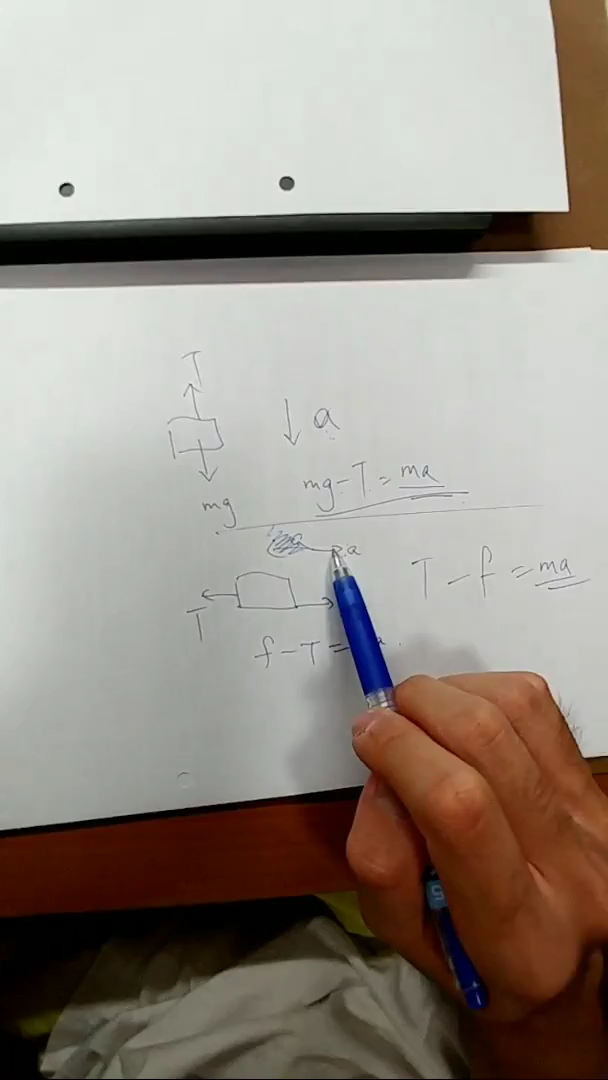 T
a
mg - T = ma
mg
a
T - f = ma
T
f - T =